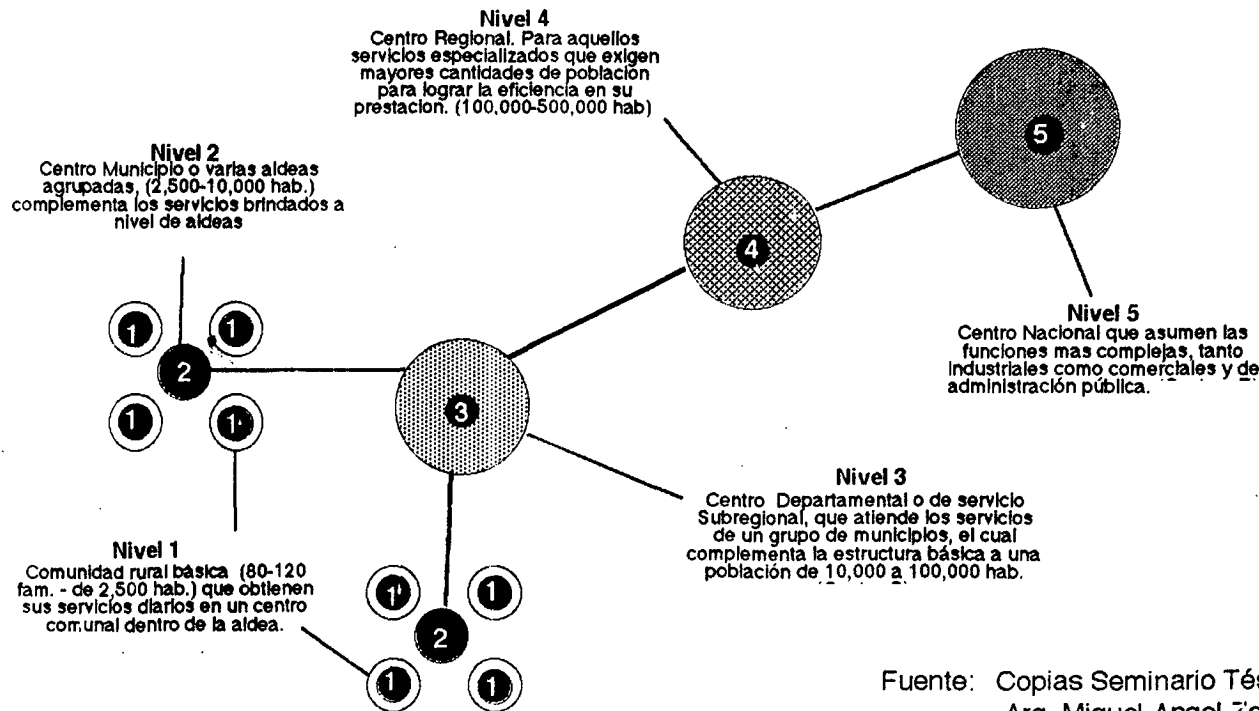 Nivel 4
Centro Regional. Para aquellos
servicios especializados que exigen
mayores cantidades de población
para lograr la eficiencia en su
prestacion. (100,000-500,000 hab)
5
Nivel 2
Centro Municipio o varias aldeas
agrupadas, (2,500-10,000 hab.)
complementa los servicios brindados a
nivel de aldeas
4
Nivel 5
Centro Nacional que asumen las
funciones mas complejas, tanto
industriales como comerciales y de
administración pública.
1 1
2
1 1
3
Nivel 3
Centro Departamental o de servicio
Subregional, que atiende los servicios
de un grupo de municipios, el cual
complementa la estructura básica a una
población de 10,000 a 100,000 hab.
Nivel 1
Comunidad rural básica (80-120
fam. - de 2,500 hab.) que obtienen
sus servicios diarios en un centro
comunal dentro de la aldea.
1 1
2
1 1
Fuente: Copias Seminario
Arq. Miguel Angel